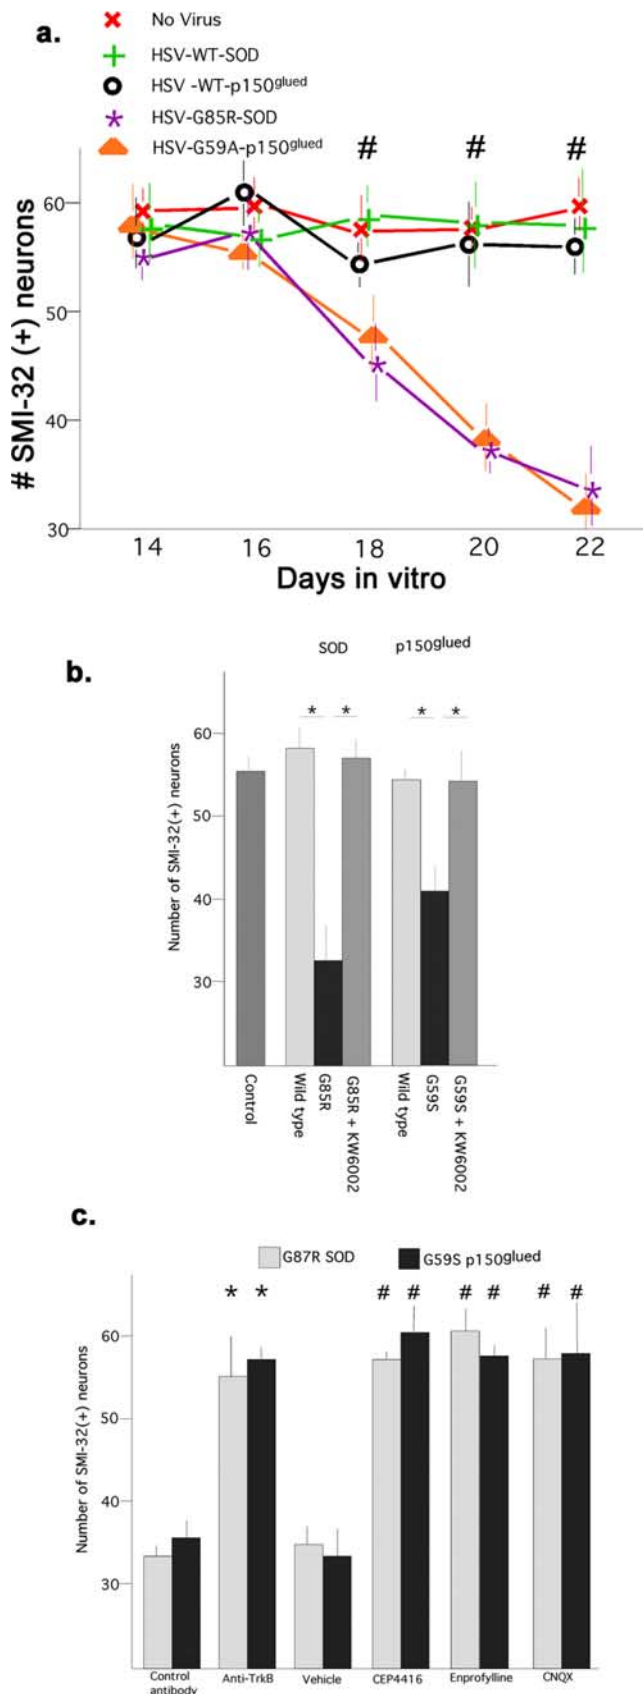 a.
No Virus
HSV-WT-SOD
HSV -WT-p150glued
HSV-G85R-SOD
HSV-G59A-p150glued
# # #
60
50
40
30
# SMI-32 (+) neurons
14 16 18 20 22
Days in vitro
b.
SOD p150glued
* * * *
60
50
40
30
Number of SMI-32(+) neurons
Control
Wild type
G85R
G85R + KW6002
Wild type
G59S
G59S + KW6002
c.
G87R SOD G59S p150glued
* * # # # # # #
60
50
40
30
Number of SMI-32(+) neurons
Control antibody
Anti-TrkB
Vehicle
CEP4416
Enprofylline
CNQX